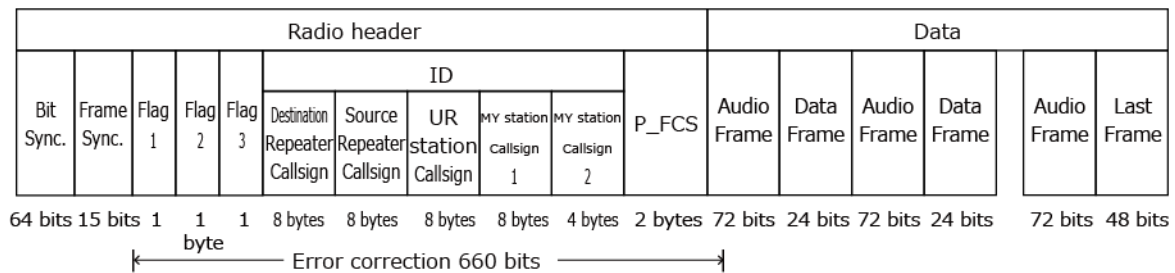 Radio header Data
ID
Bit Sync.
Frame Sync.
Flag 1
Flag 2
Flag 3
Destination Repeater Callsign
Source Repeater Callsign
UR station Callsign
MY station Callsign 1
MY station Callsign 2
P_FCS
Audio Frame
Data Frame
Audio Frame
Data Frame
Audio Frame
Last Frame
64 bits 15 bits 1 1 byte 1 8 bytes 8 bytes 8 bytes 8 bytes 4 bytes 2 bytes 72 bits 24 bits 72 bits 24 bits 72 bits 48 bits
Error correction 660 bits